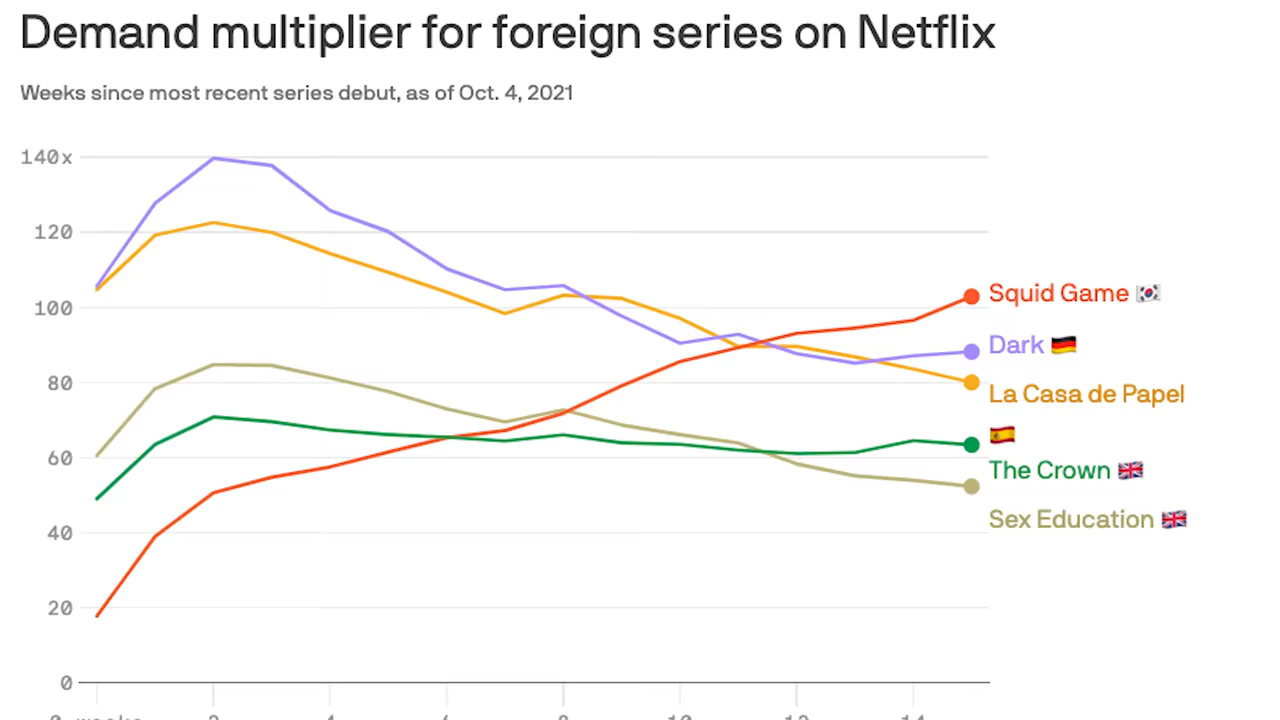 Demand multiplier for foreign series on Netflix
Weeks since most recent series debut, as of Oct. 4, 2021
140x
120
100
80
60
40
20
0
Squid Game 🇰🇷
Dark 🇩🇪
La Casa de Papel
🇪🇸
The Crown 🇬🇧
Sex Education 🇬🇧